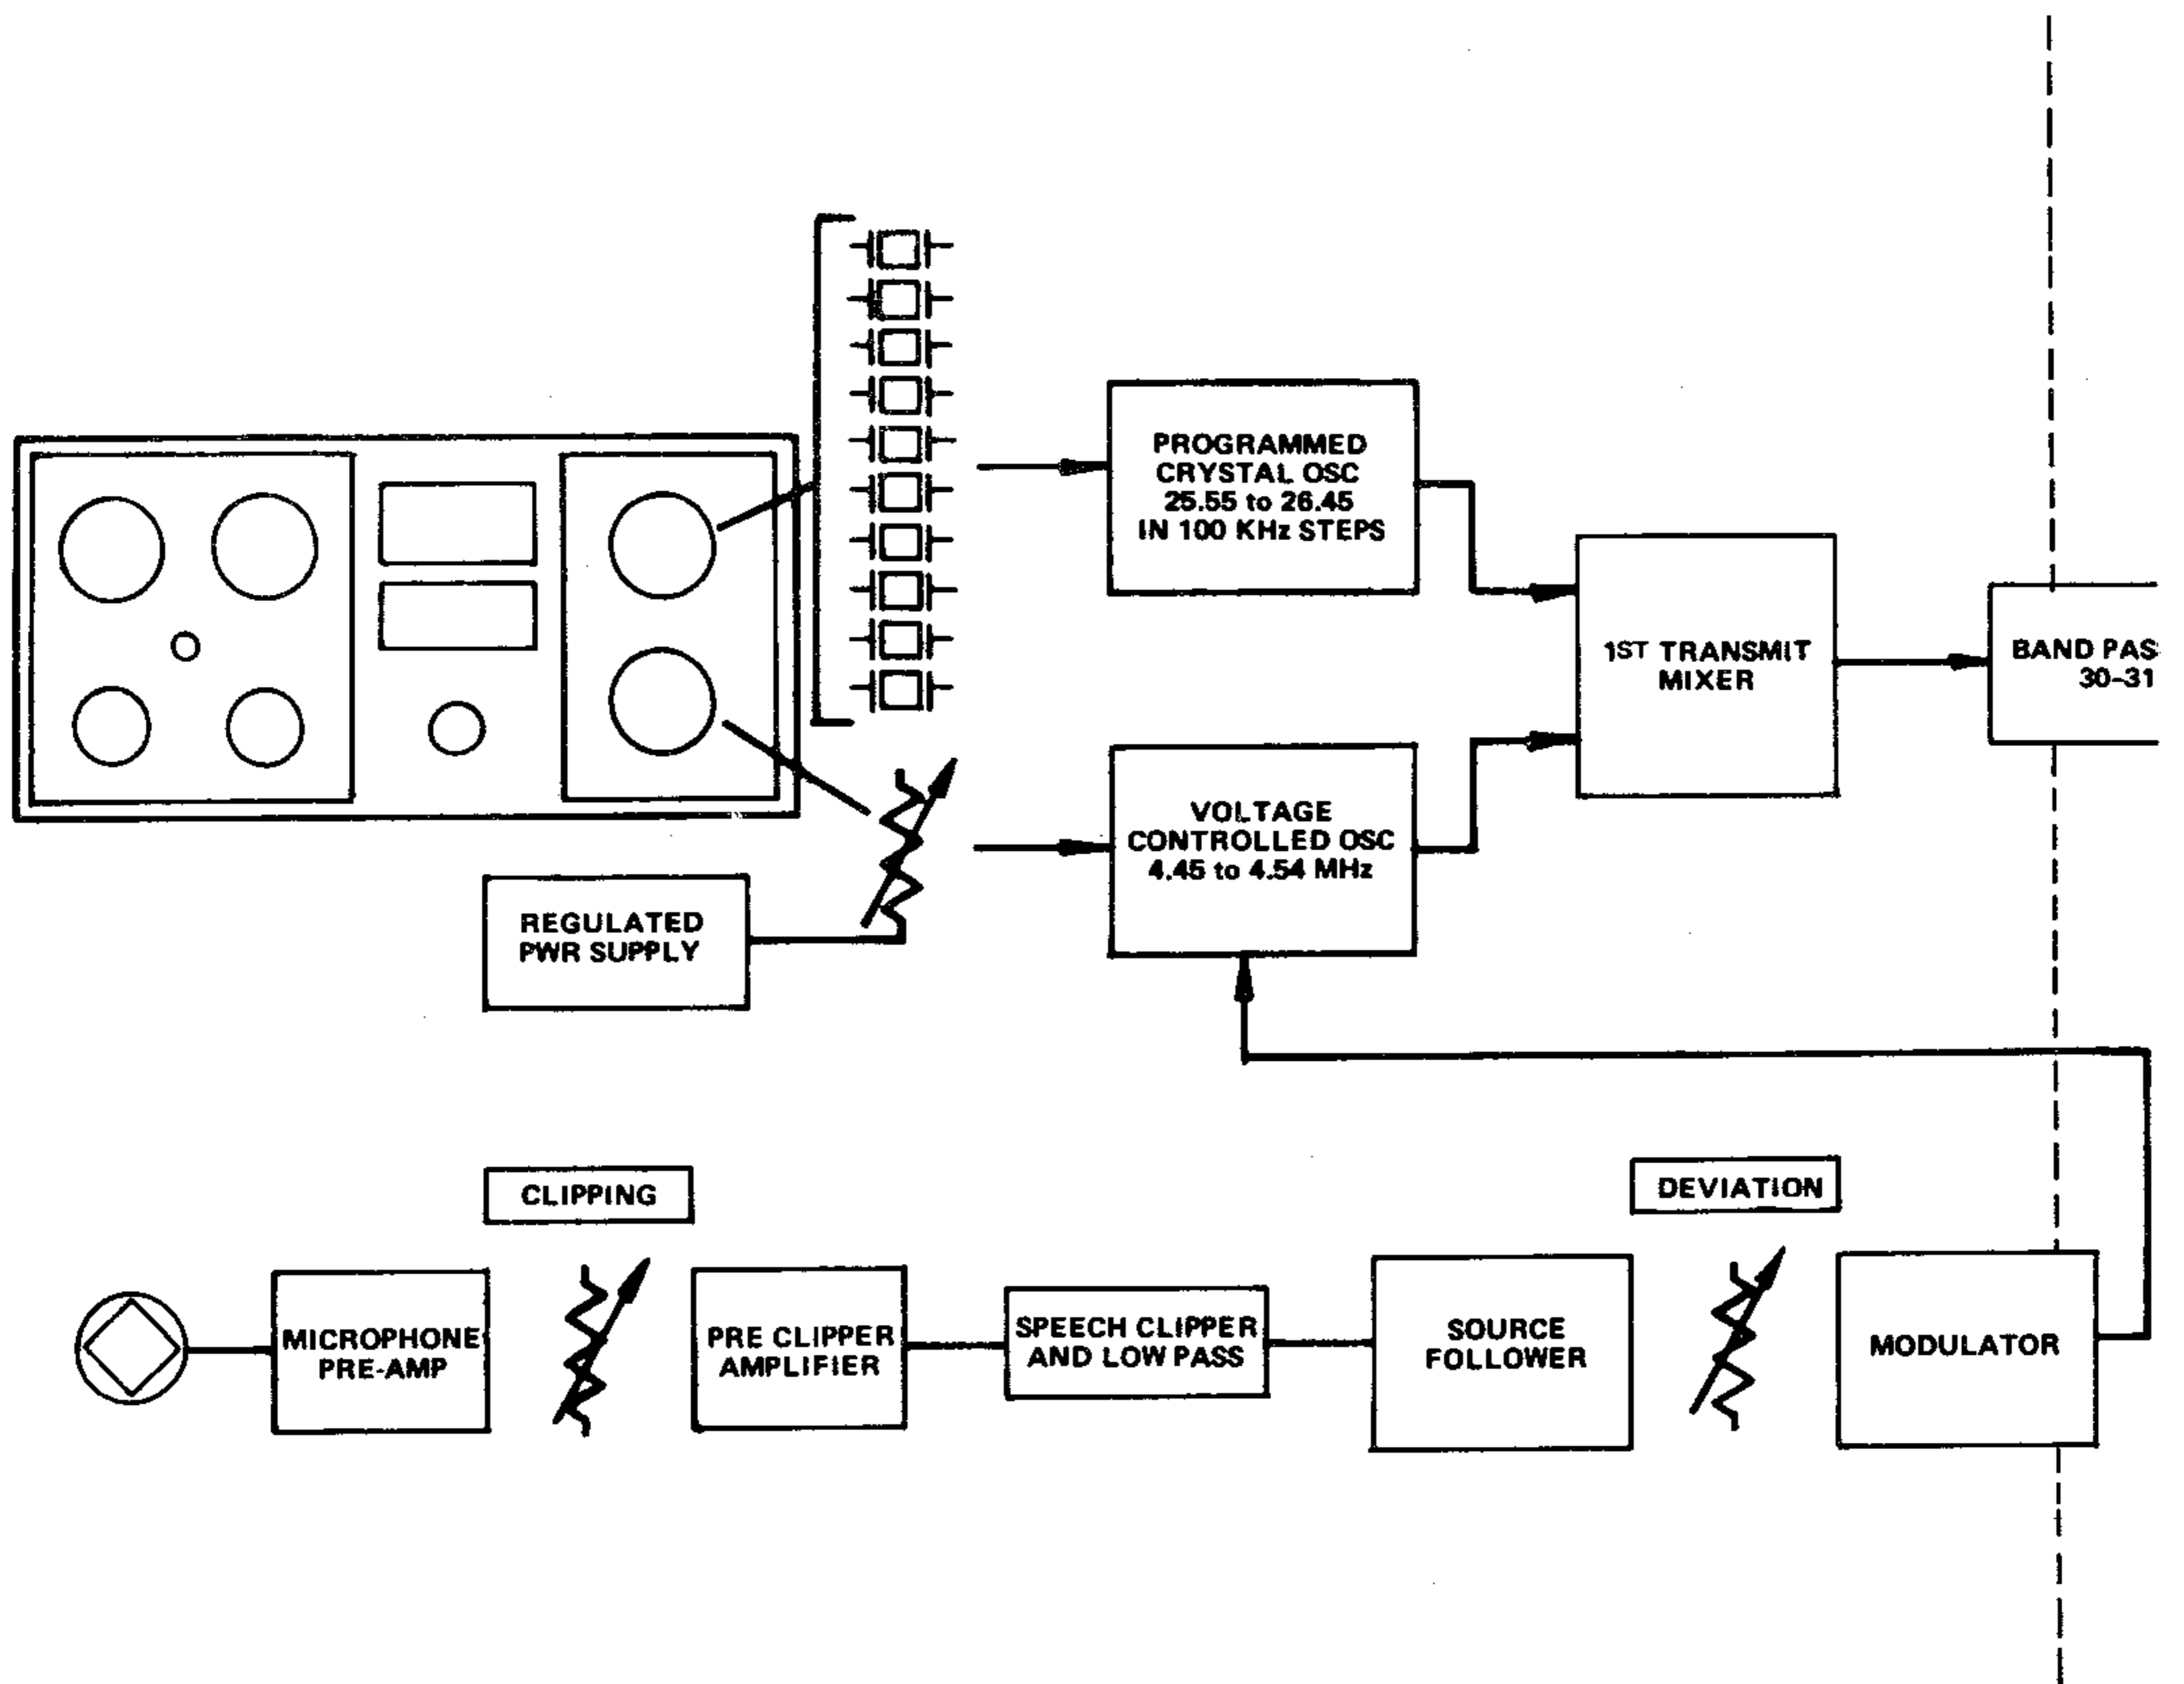 PROGRAMMED
CRYSTAL OSC
25.55 to 26.45
IN 100 KHz STEPS
1ST TRANSMIT
MIXER
BAND PAS
30-31
VOLTAGE
CONTROLLED OSC
4.45 to 4.54 MHz
REGULATED
PWR SUPPLY
CLIPPING
DEVIATION
MICROPHONE
PRE-AMP
PRE CLIPPER
AMPLIFIER
SPEECH CLIPPER
AND LOW PASS
SOURCE
FOLLOWER
MODULATOR